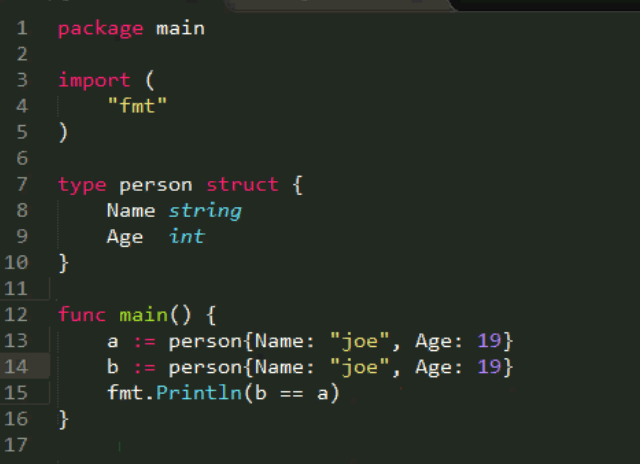 1 package main
2
3 import (
4 "fmt"
5 )
6
7 type person struct {
8 Name string
9 Age int
10 }
11
12 func main() {
13 a := person{Name: "joe", Age: 19}
14 b := person{Name: "joe", Age: 19}
15 fmt.Println(b == a)
16 }
17